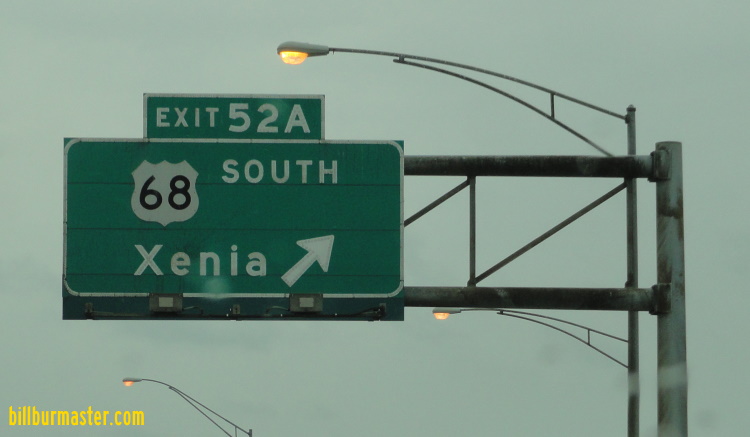 EXIT 52A
68 SOUTH
Xenia
billburmaster.com